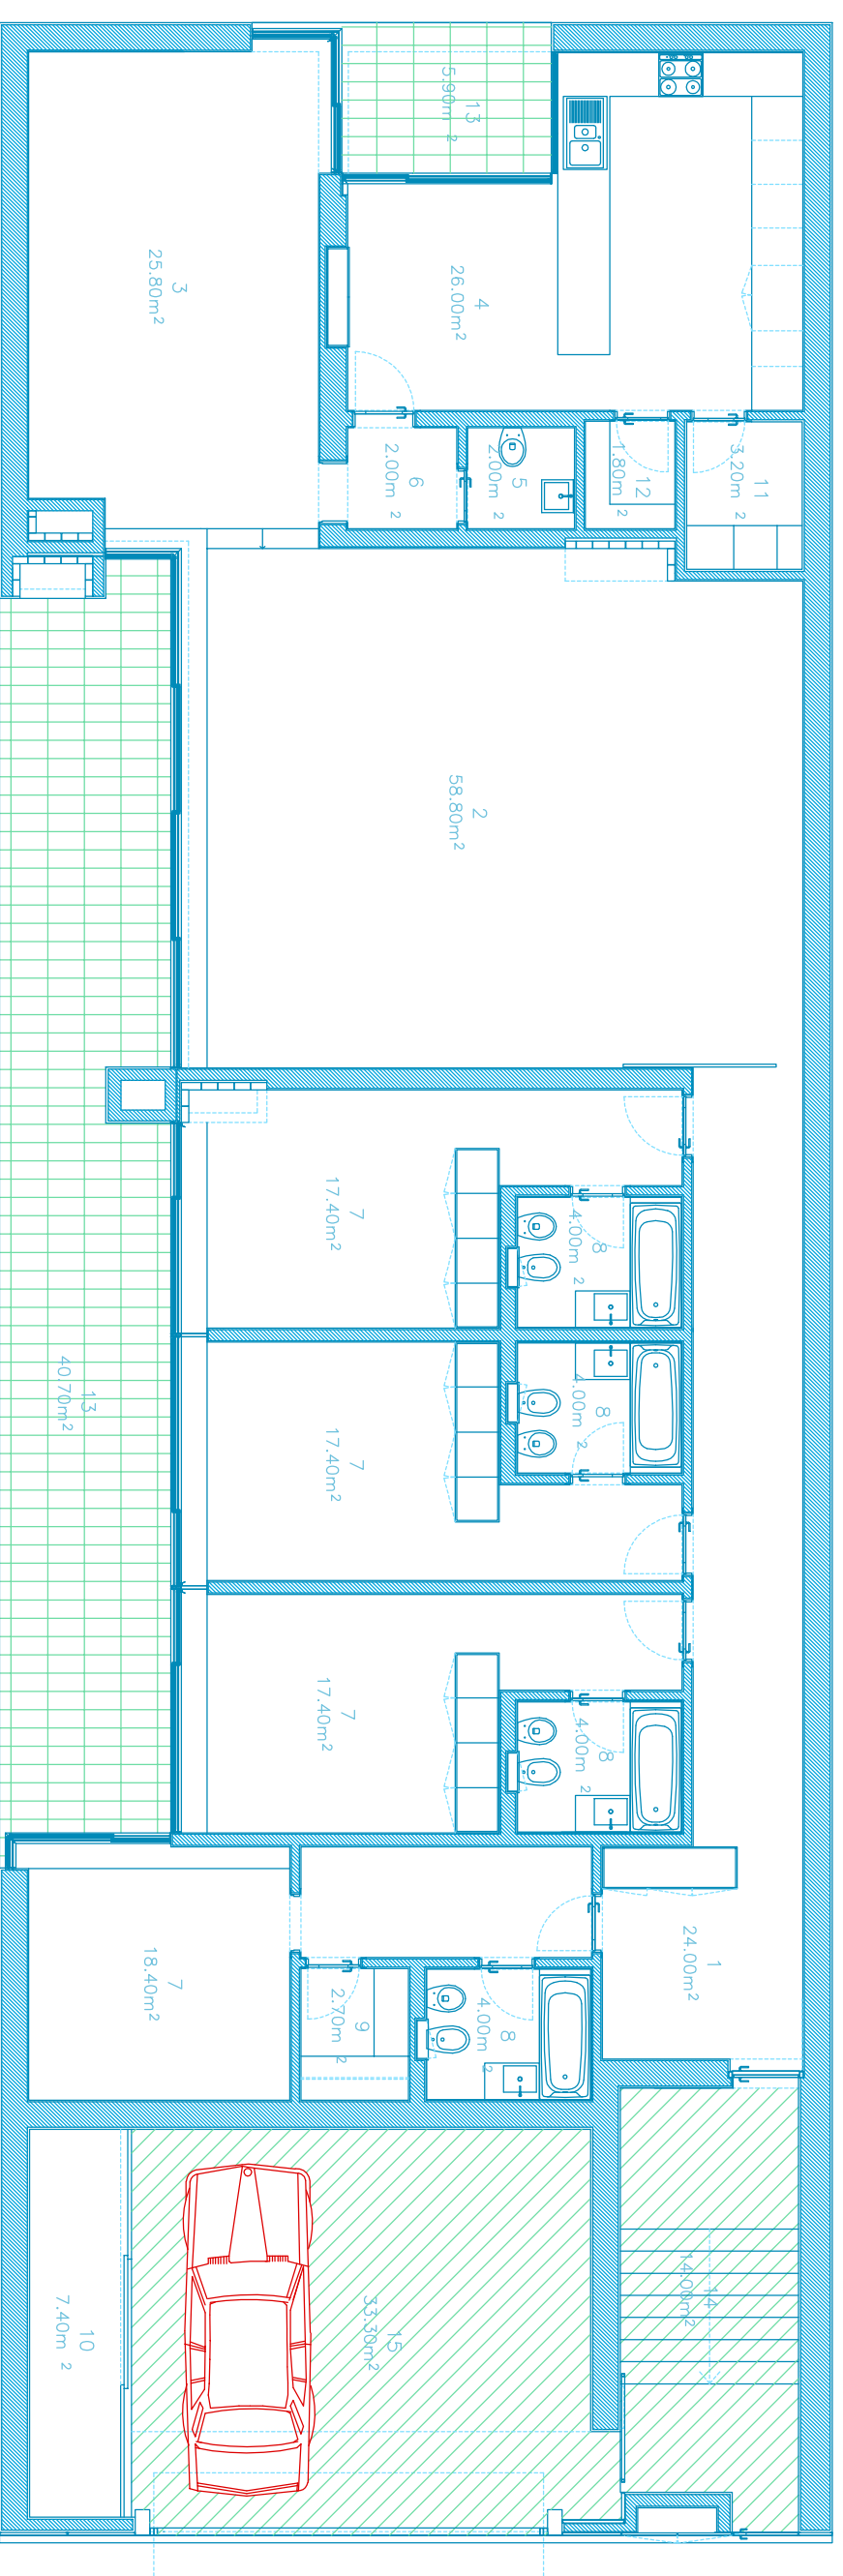 13
5.90m ²
3
25.80m²
4
26.00m²
11
3.20m ²
12
1.80m ²
5
2.00m ²
6
2.00m ²
2
58.80m²
7
17.40m²
8
4.00m ²
13
40.70m²
7
17.40m²
8
4.00m ²
7
17.40m²
8
4.00m ²
1
24.00m²
7
18.40m²
9
2.70m ²
8
4.00m ²
14
14.00m²
15
33.30m²
10
7.40m ²